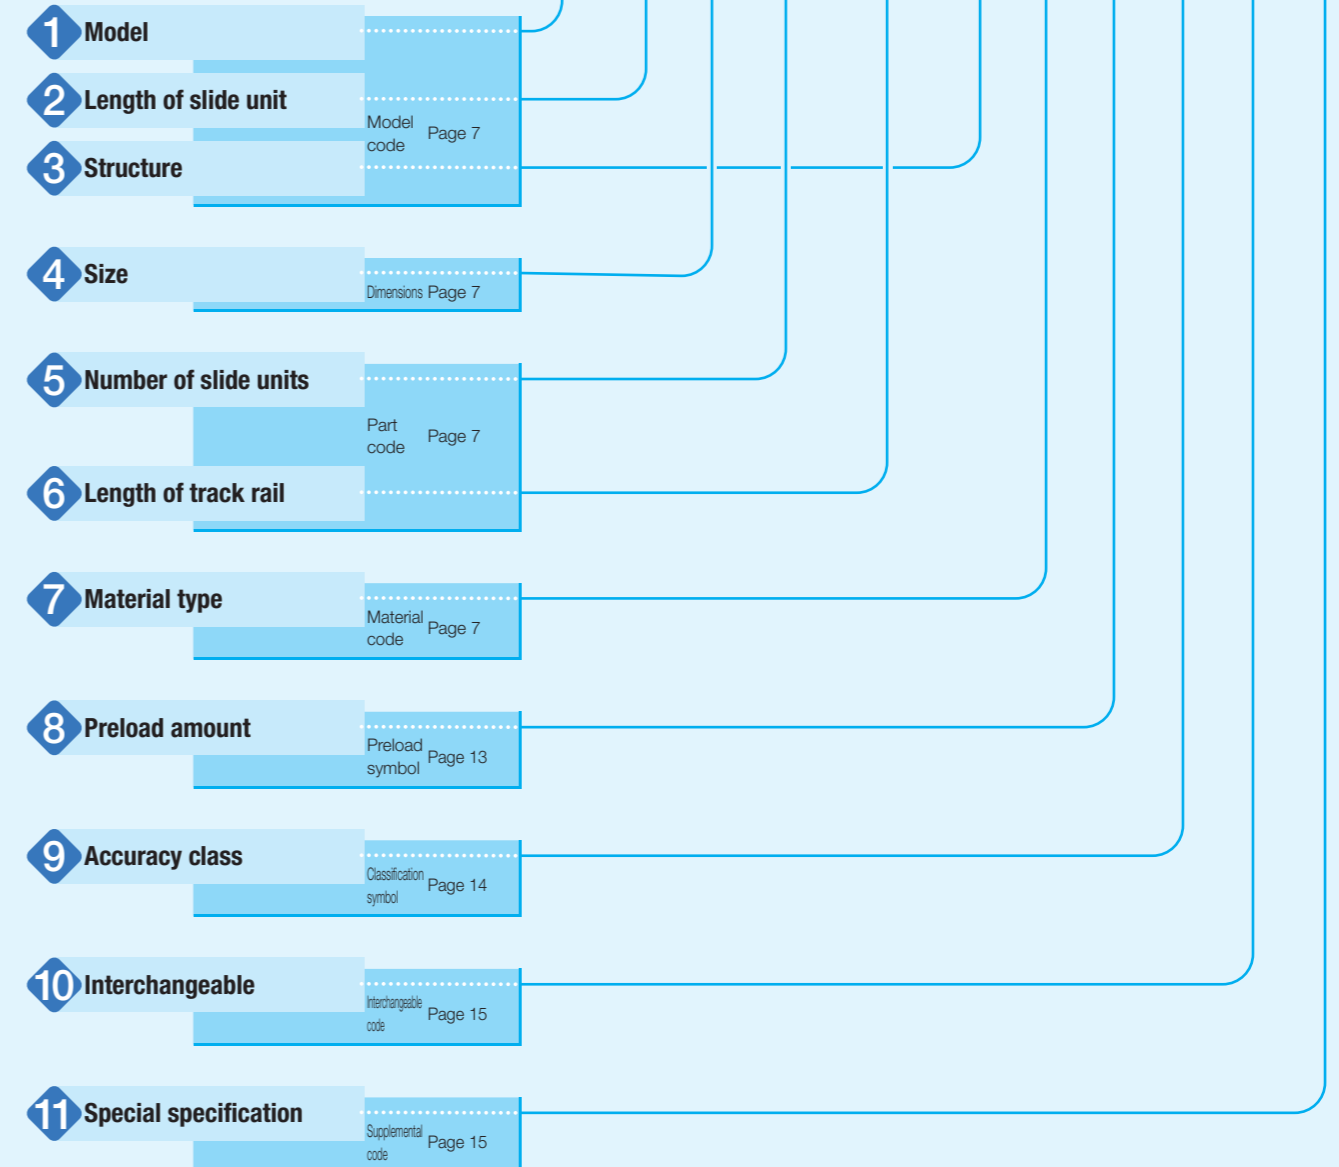 1 Model
2 Length of slide unit
Model
code Page 7
3 Structure
4 Size
Dimensions Page 7
5 Number of slide units
Part
code Page 7
6 Length of track rail
7 Material type
Material
code Page 7
8 Preload amount
Preload
symbol Page 13
9 Accuracy class
Classification
symbol Page 14
10 Interchangeable
Interchangeable
code Page 15
11 Special specification
Supplemental
code Page 15